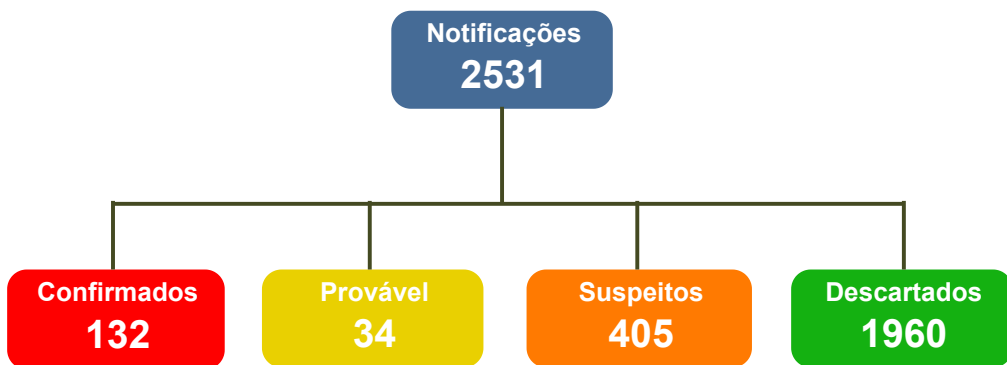 Notificações
2531
Confirmados
132
Provável
34
Suspeitos
405
Descartados
1960